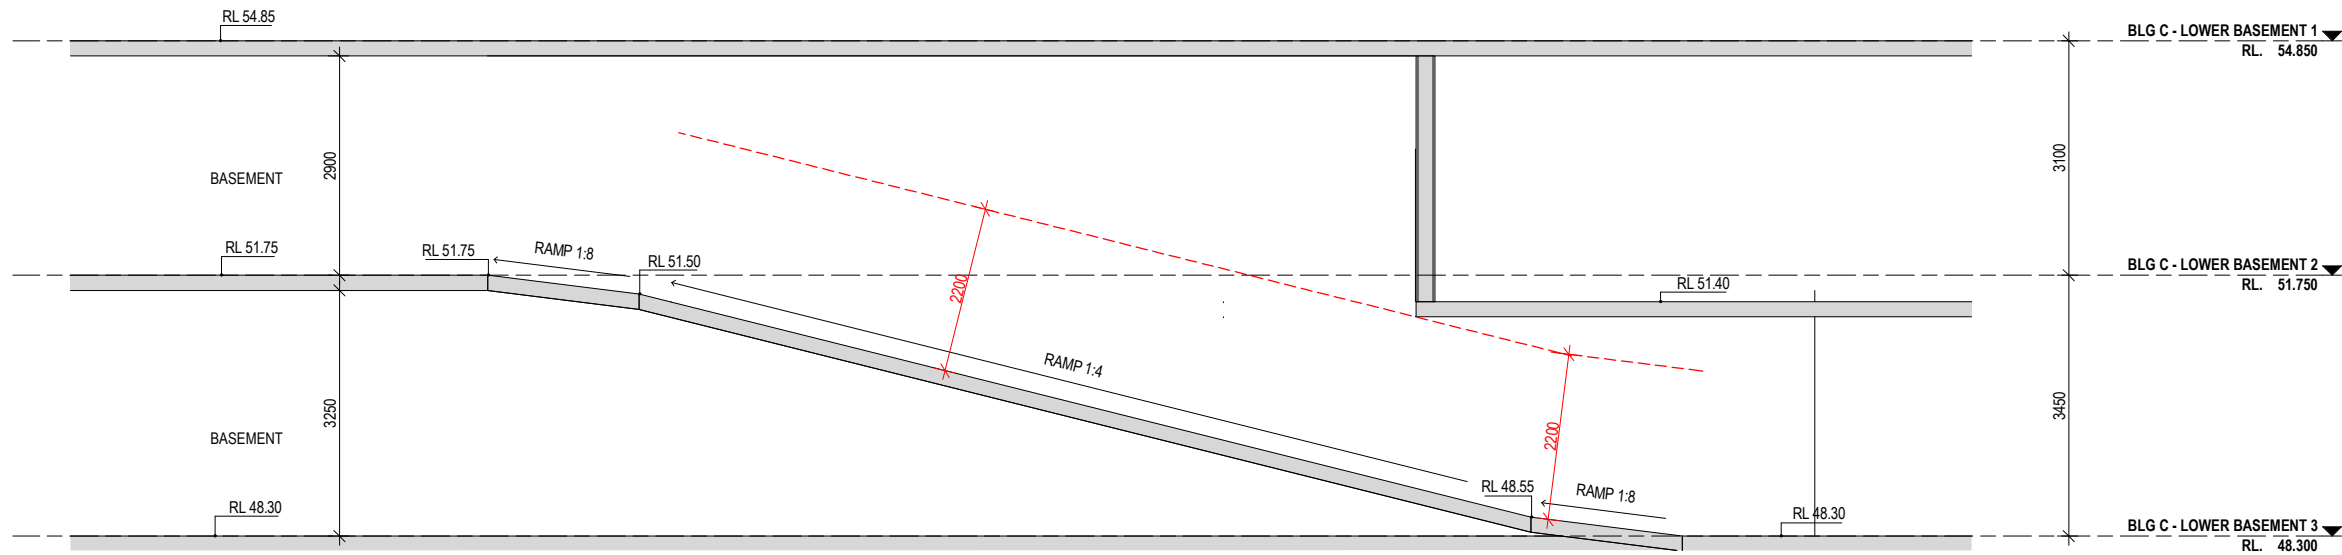 RL 54.85
BLG C - LOWER BASEMENT 1
RL. 54.850
2900
3100
BASEMENT
RL 51.75
RL 51.75
RAMP 1:8
RL 51.50
BLG C - LOWER BASEMENT 2
RL. 51.750
2200
RL 51.40
RAMP 1:4
3250
3450
BASEMENT
2200
RL 48.55
RAMP 1:8
RL 48.30
RL 48.30
BLG C - LOWER BASEMENT 3
RL. 48.300